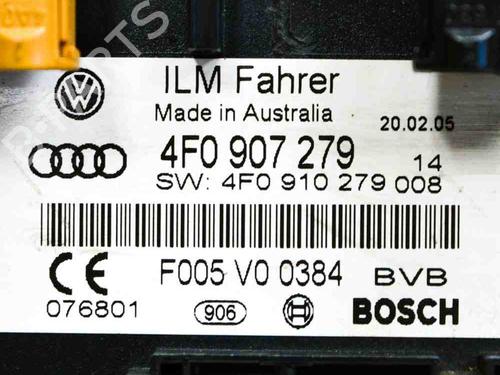 ILM Fahrer
Made in Australia
20.02.05
4F0 907 279 14
SW: 4F0 910 279 008
CE F005 V0 0384 BVB
076801 906 BOSCH